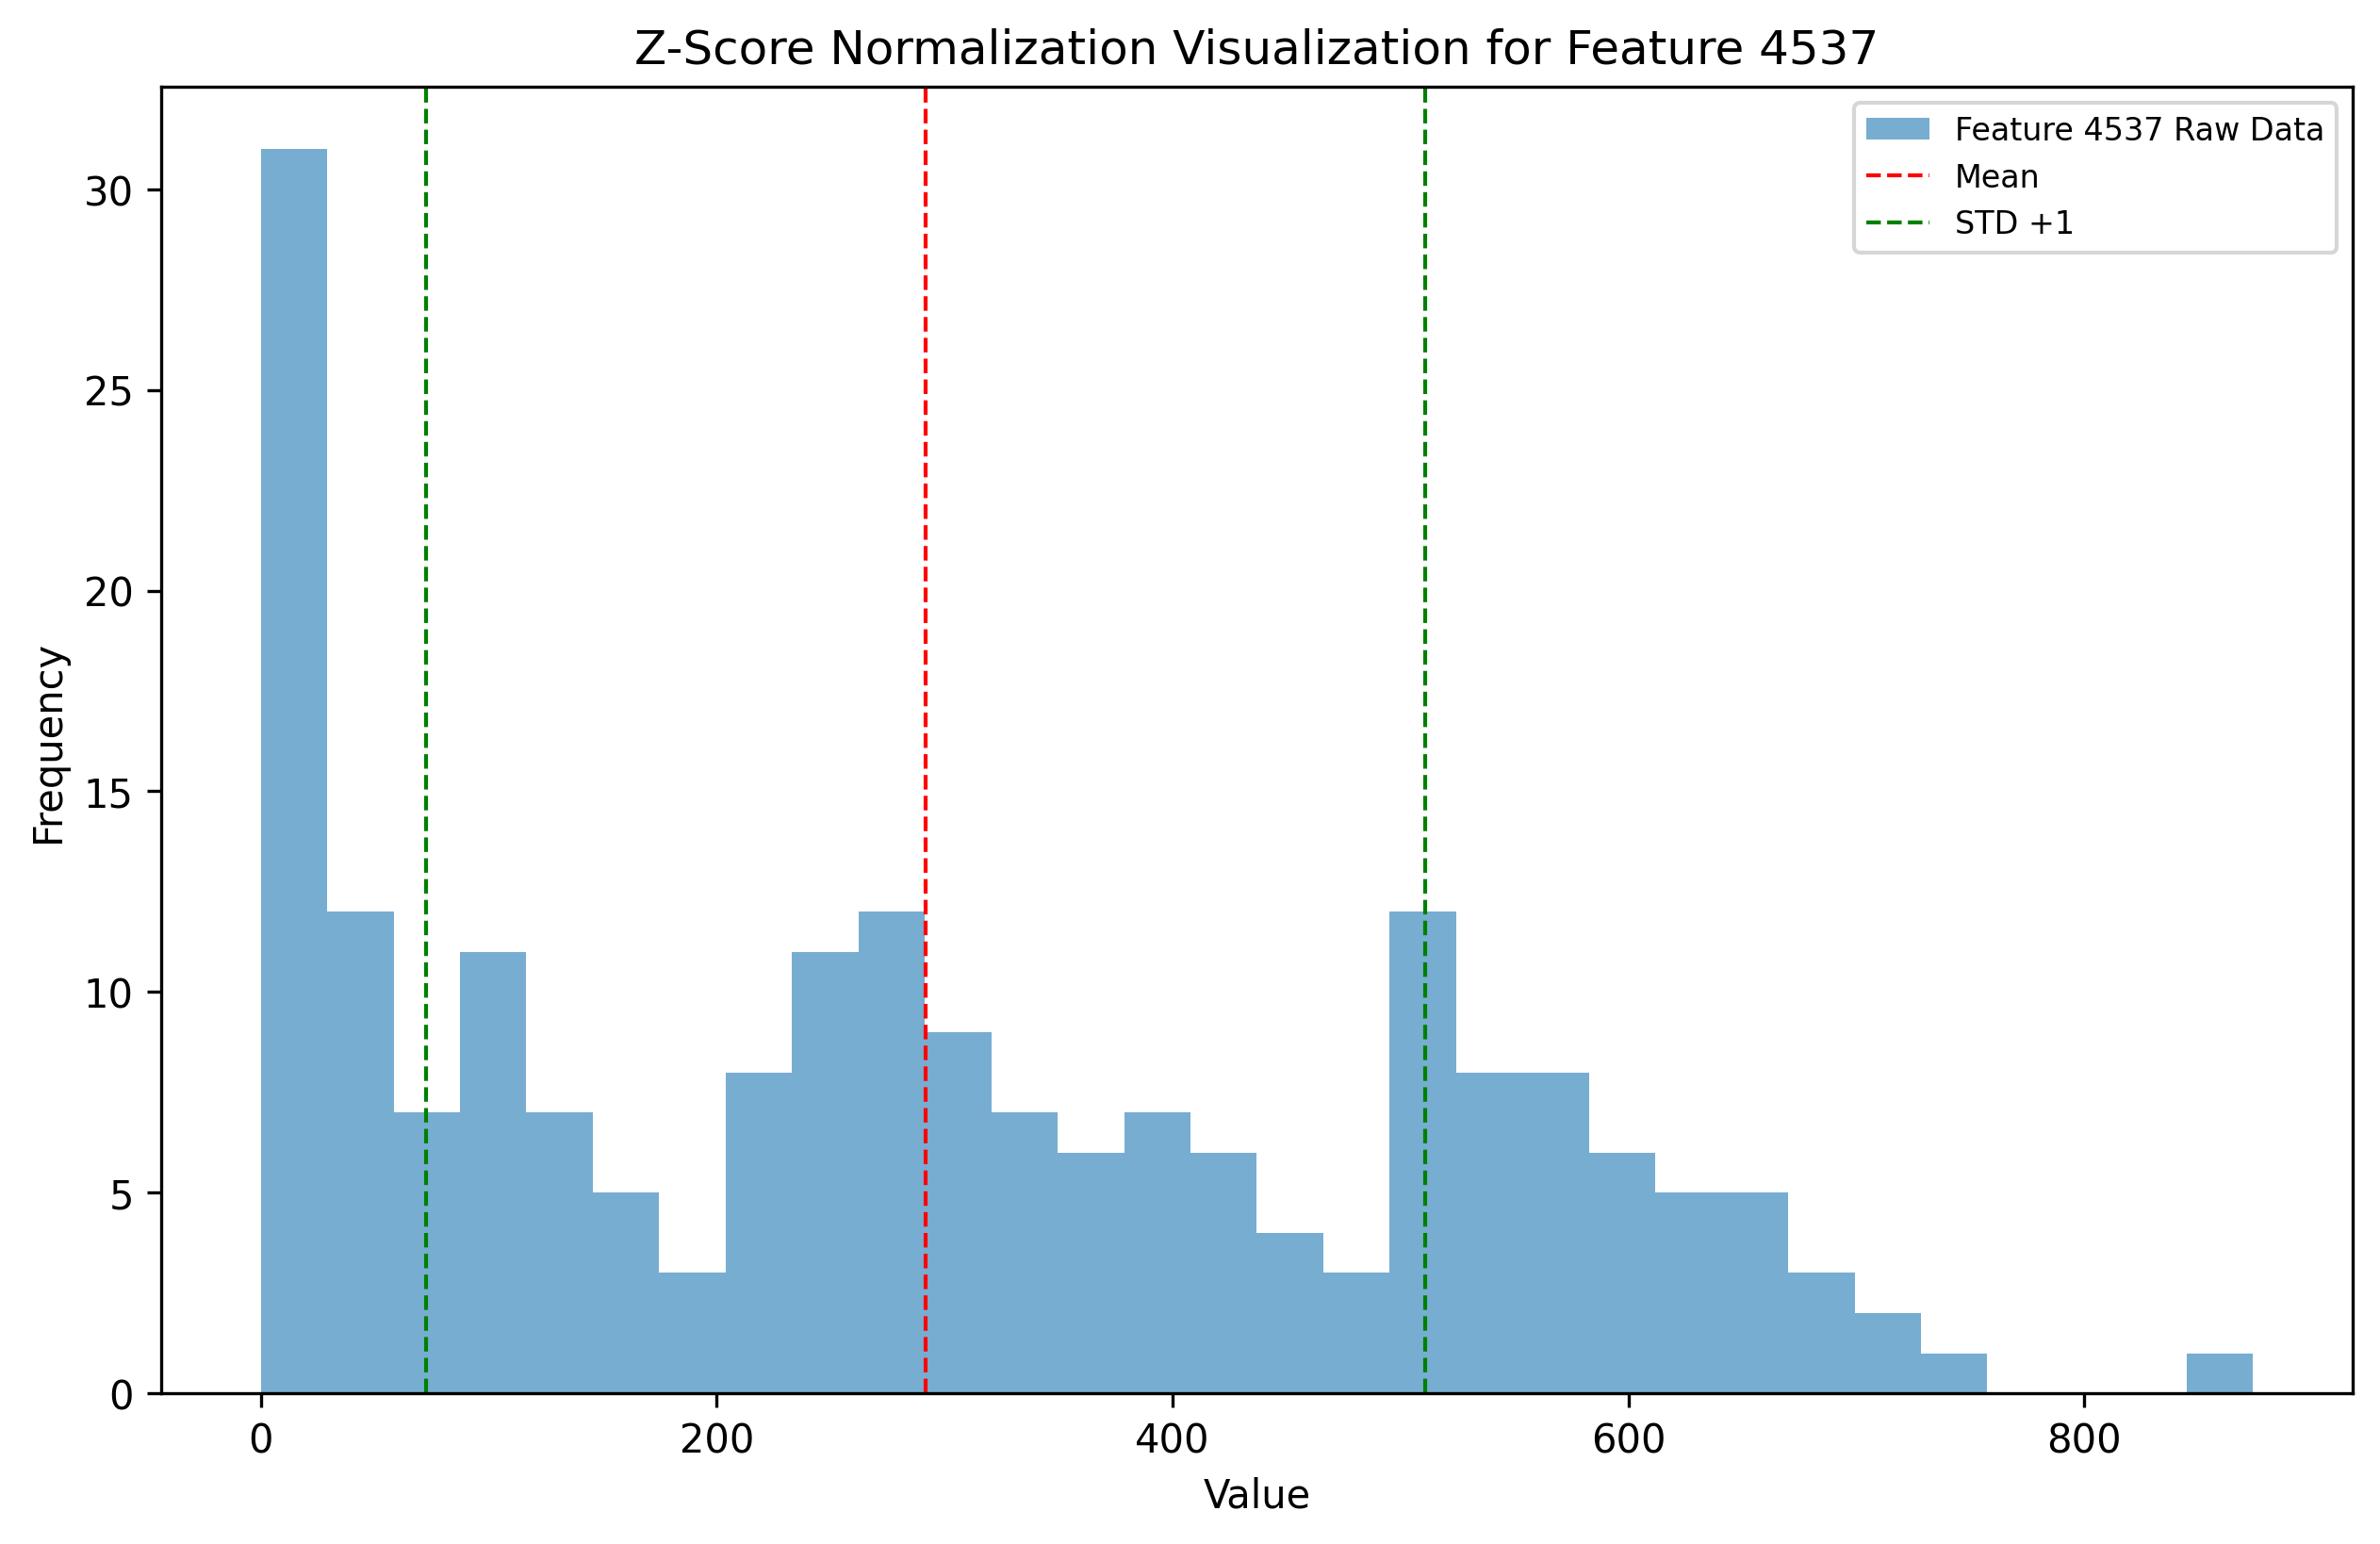 Z-Score Normalization Visualization for Feature 4537
Feature 4537 Raw Data
Mean
STD +1
30
25
20
15
10
5
0
Frequency
0 200 400 600 800
Value